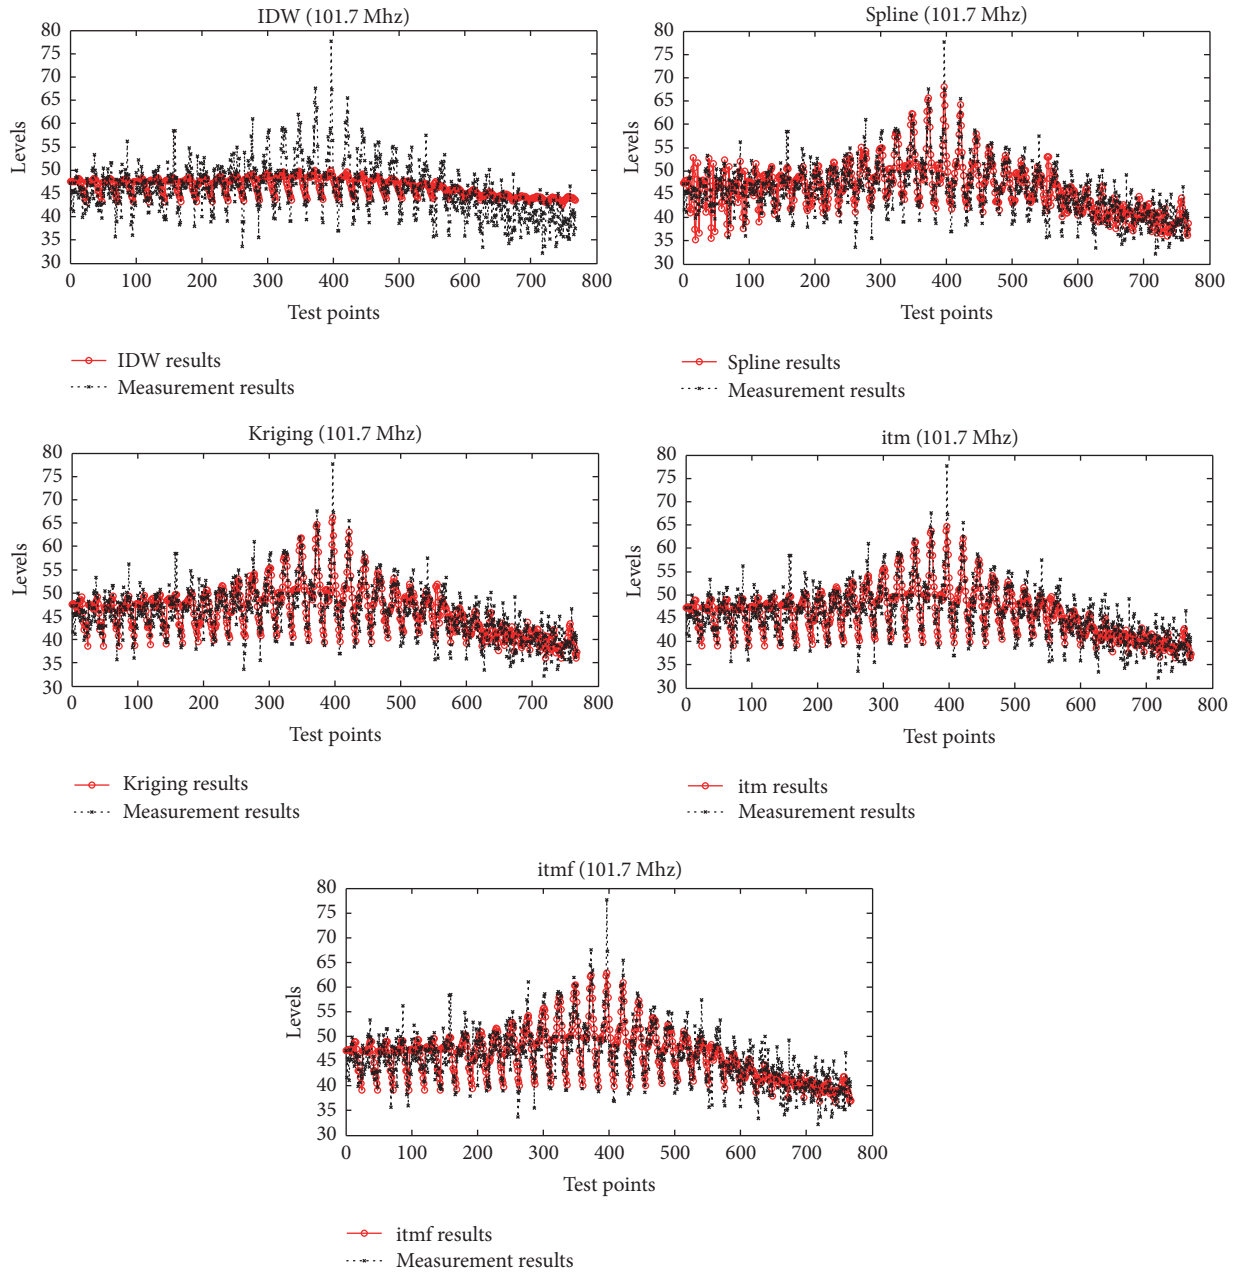 IDW (101.7 Mhz)
80
75
70
65
60
55
50
45
40
35
30
Levels
0 100 200 300 400 500 600 700 800
Test points
IDW results
Measurement results
Spline (101.7 Mhz)
80
75
70
65
60
55
50
45
40
35
30
Levels
0 100 200 300 400 500 600 700 800
Test points
Spline results
Measurement results
Kriging (101.7 Mhz)
80
75
70
65
60
55
50
45
40
35
30
Levels
0 100 200 300 400 500 600 700 800
Test points
Kriging results
Measurement results
itm (101.7 Mhz)
80
75
70
65
60
55
50
45
40
35
30
Levels
0 100 200 300 400 500 600 700 800
Test points
itm results
Measurement results
itmf (101.7 Mhz)
80
75
70
65
60
55
50
45
40
35
30
Levels
0 100 200 300 400 500 600 700 800
Test points
itmf results
Measurement results